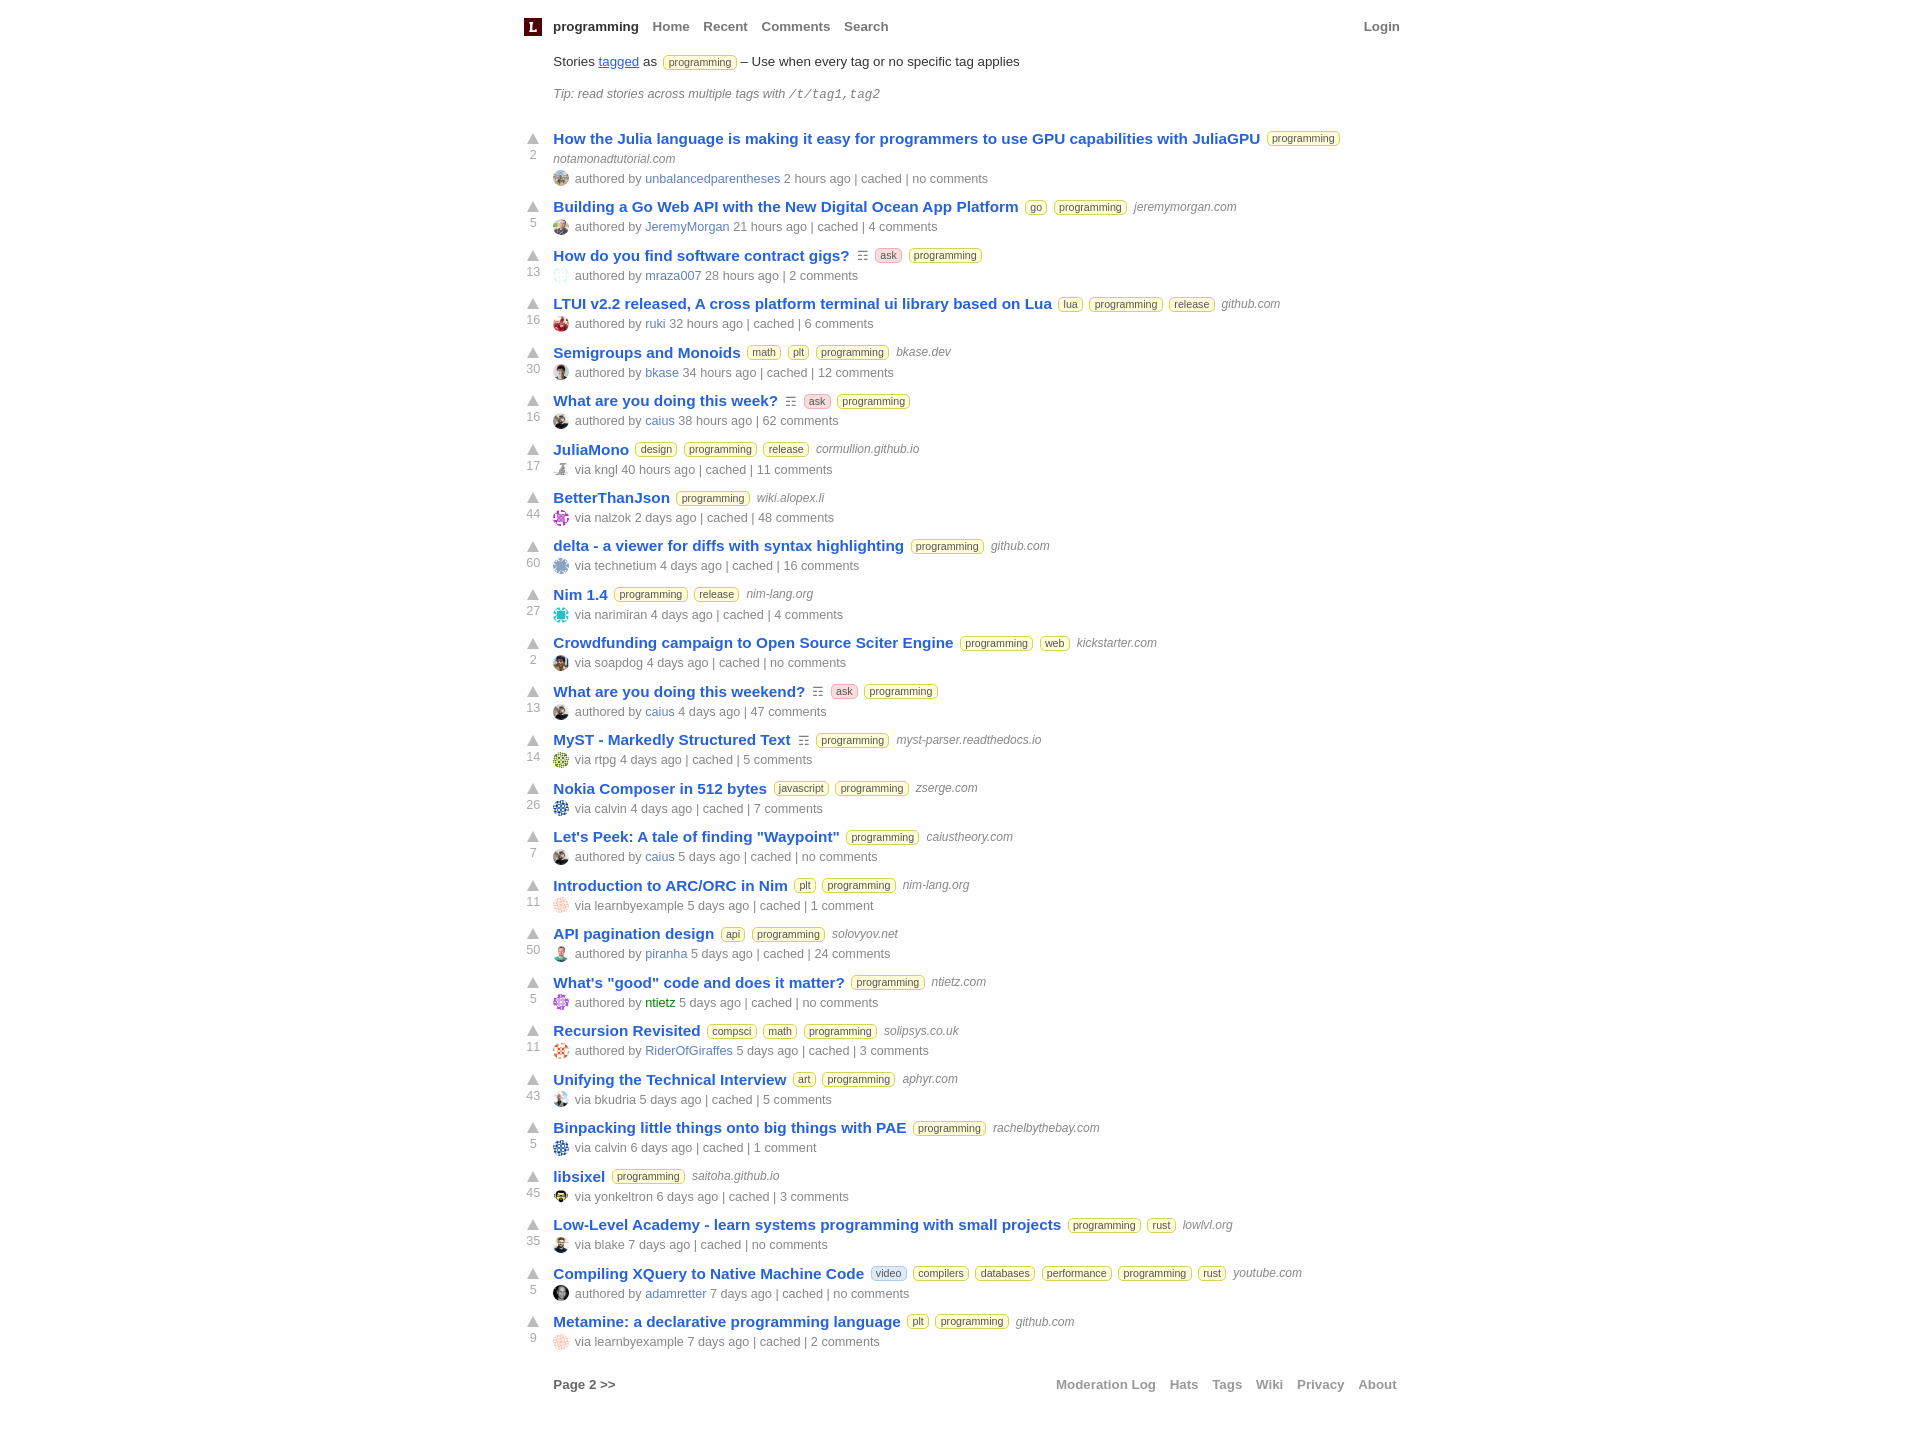 L programming Home Recent Comments Search Login
Stories tagged as programming – Use when every tag or no specific tag applies
Tip: read stories across multiple tags with /t/tag1,tag2
How the Julia language is making it easy for programmers to use GPU capabilities with JuliaGPU programming
2 notamonadtutorial.com
authored by unbalancedparentheses 2 hours ago | cached | no comments
Building a Go Web API with the New Digital Ocean App Platform go programming jeremymorgan.com
5 authored by JeremyMorgan 21 hours ago | cached | 4 comments
How do you find software contract gigs? ☶ ask programming
13 authored by mraza007 28 hours ago | 2 comments
LTUI v2.2 released, A cross platform terminal ui library based on Lua lua programming release github.com
16 authored by ruki 32 hours ago | cached | 6 comments
Semigroups and Monoids math plt programming bkase.dev
30 authored by bkase 34 hours ago | cached | 12 comments
What are you doing this week? ☶ ask programming
16 authored by caius 38 hours ago | 62 comments
JuliaMono design programming release cormullion.github.io
17 via kngl 40 hours ago | cached | 11 comments
BetterThanJson programming wiki.alopex.li
44 via nalzok 2 days ago | cached | 48 comments
delta - a viewer for diffs with syntax highlighting programming github.com
60 via technetium 4 days ago | cached | 16 comments
Nim 1.4 programming release nim-lang.org
27 via narimiran 4 days ago | cached | 4 comments
Crowdfunding campaign to Open Source Sciter Engine programming web kickstarter.com
2 via soapdog 4 days ago | cached | no comments
What are you doing this weekend? ☶ ask programming
13 authored by caius 4 days ago | 47 comments
MyST - Markedly Structured Text ☶ programming myst-parser.readthedocs.io
14 via rtpg 4 days ago | cached | 5 comments
Nokia Composer in 512 bytes javascript programming zserge.com
26 via calvin 4 days ago | cached | 7 comments
Let's Peek: A tale of finding "Waypoint" programming caiustheory.com
7 authored by caius 5 days ago | cached | no comments
Introduction to ARC/ORC in Nim plt programming nim-lang.org
11 via learnbyexample 5 days ago | cached | 1 comment
API pagination design api programming solovyov.net
50 authored by piranha 5 days ago | cached | 24 comments
What's "good" code and does it matter? programming ntietz.com
5 authored by ntietz 5 days ago | cached | no comments
Recursion Revisited compsci math programming solipsys.co.uk
11 authored by RiderOfGiraffes 5 days ago | cached | 3 comments
Unifying the Technical Interview art programming aphyr.com
43 via bkudria 5 days ago | cached | 5 comments
Binpacking little things onto big things with PAE programming rachelbythebay.com
5 via calvin 6 days ago | cached | 1 comment
libsixel programming saitoha.github.io
45 via yonkeltron 6 days ago | cached | 3 comments
Low-Level Academy - learn systems programming with small projects programming rust lowlvl.org
35 via blake 7 days ago | cached | no comments
Compiling XQuery to Native Machine Code video compilers databases performance programming rust youtube.com
5 authored by adamretter 7 days ago | cached | no comments
Metamine: a declarative programming language plt programming github.com
9 via learnbyexample 7 days ago | cached | 2 comments
Page 2 >> Moderation Log Hats Tags Wiki Privacy About